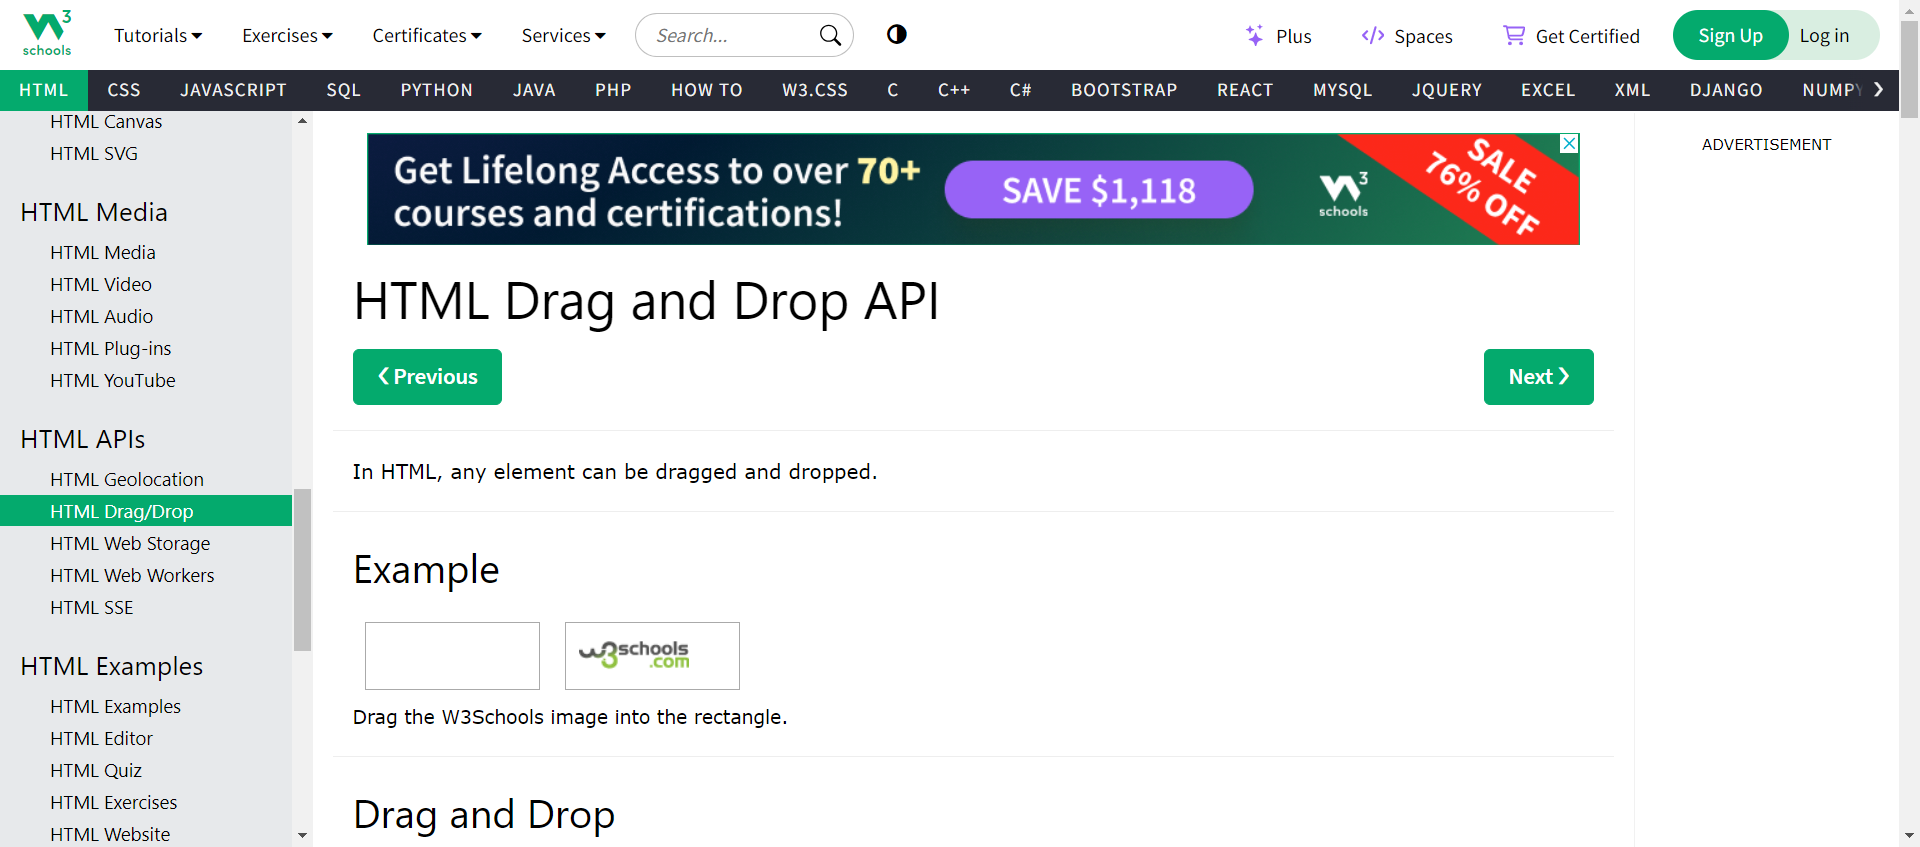 W3
schools
Tutorials
Exercises
Certificates
Services
Search...
Plus
Spaces
Get Certified
Sign Up
Log in
HTML
CSS
JAVASCRIPT
SQL
PYTHON
JAVA
PHP
HOW TO
W3.CSS
C
C++
C#
BOOTSTRAP
REACT
MYSQL
JQUERY
EXCEL
XML
DJANGO
NUMPY
HTML Canvas
HTML SVG
HTML Media
HTML Media
HTML Video
HTML Audio
HTML Plug-ins
HTML YouTube
HTML APIs
HTML Geolocation
HTML Drag/Drop
HTML Web Storage
HTML Web Workers
HTML SSE
HTML Examples
HTML Examples
HTML Editor
HTML Quiz
HTML Exercises
HTML Website
Get Lifelong Access to over 70+
courses and certifications!
SAVE $1,118
W3
schools
SALE
76% OFF
HTML Drag and Drop API
❮ Previous
Next ❯
In HTML, any element can be dragged and dropped.
Example
w3schools
.com
Drag the W3Schools image into the rectangle.
Drag and Drop
ADVERTISEMENT